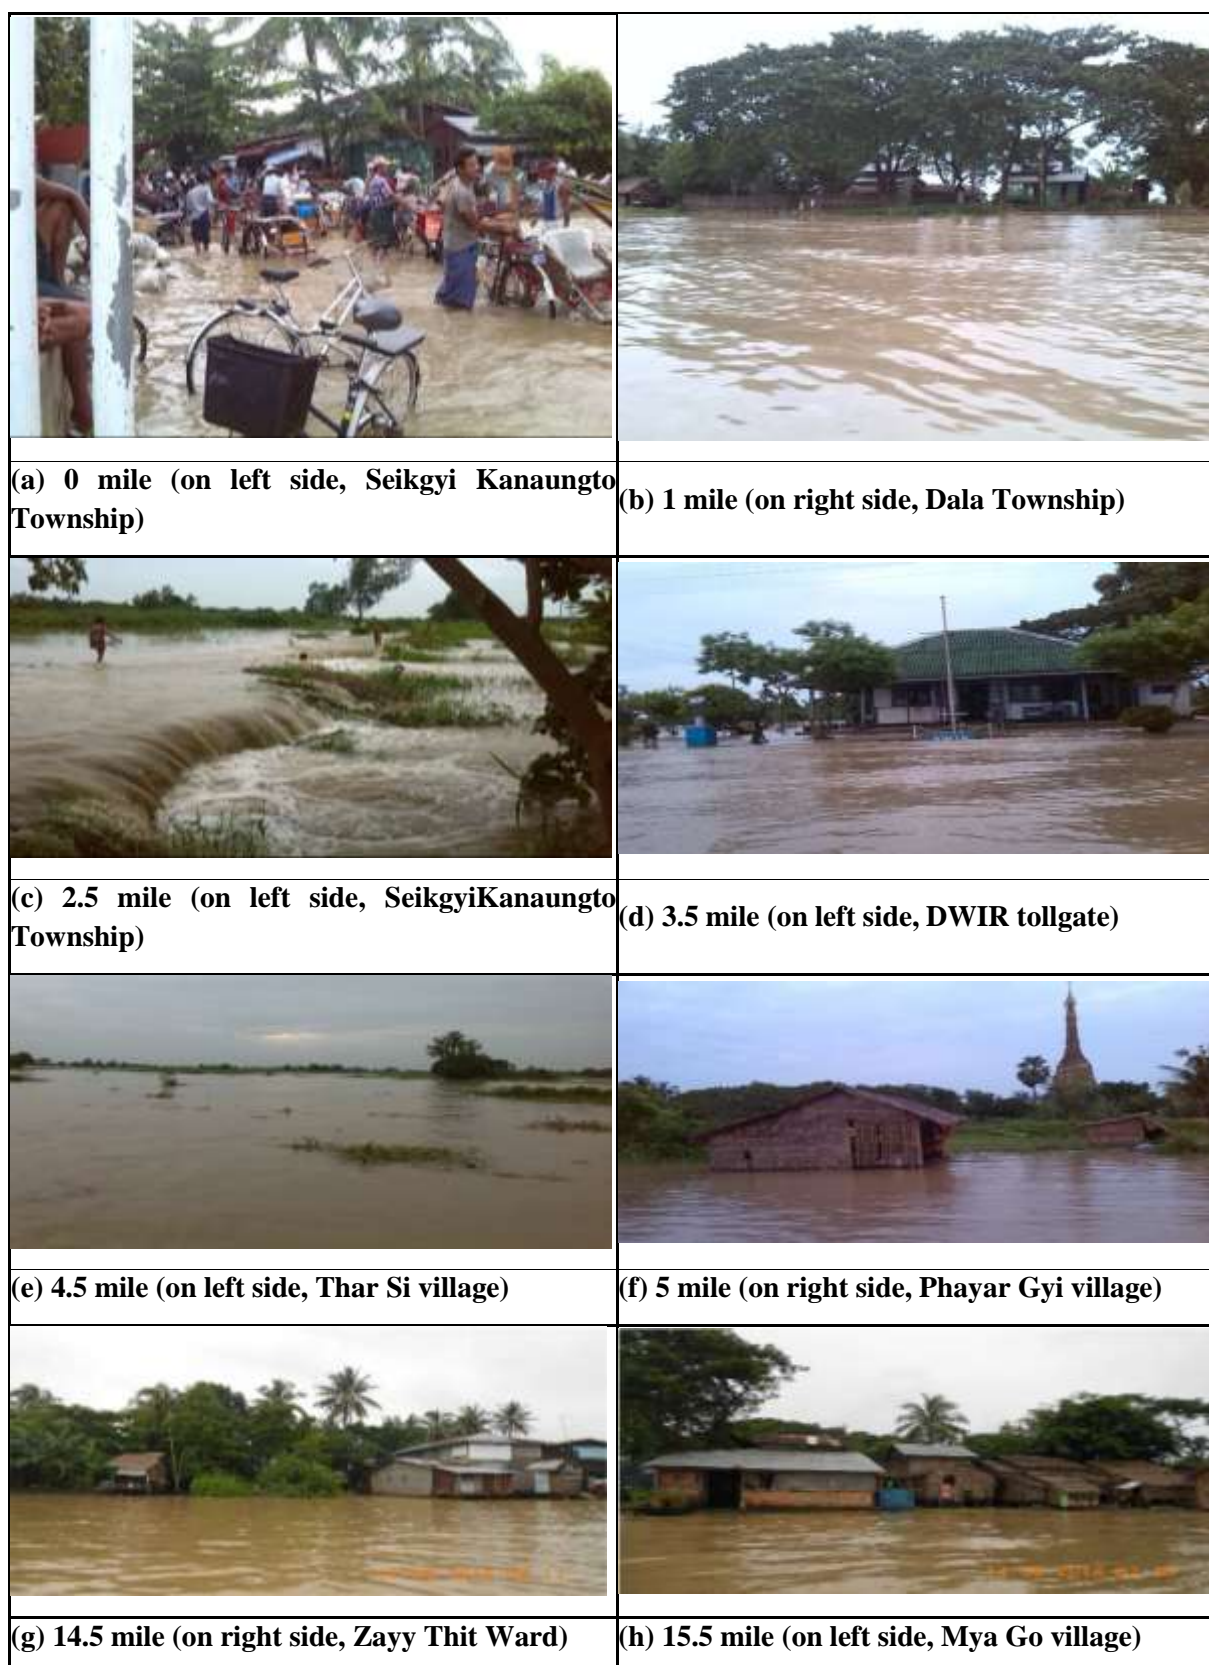 (a) 0 mile (on left side, Seikgyi Kanaungto
Township)
(b) 1 mile (on right side, Dala Township)
(c) 2.5 mile (on left side, SeikgyiKanaungto
Township)
(d) 3.5 mile (on left side, DWIR tollgate)
(e) 4.5 mile (on left side, Thar Si village)
(f) 5 mile (on right side, Phayar Gyi village)
(g) 14.5 mile (on right side, Zayy Thit Ward)
(h) 15.5 mile (on left side, Mya Go village)